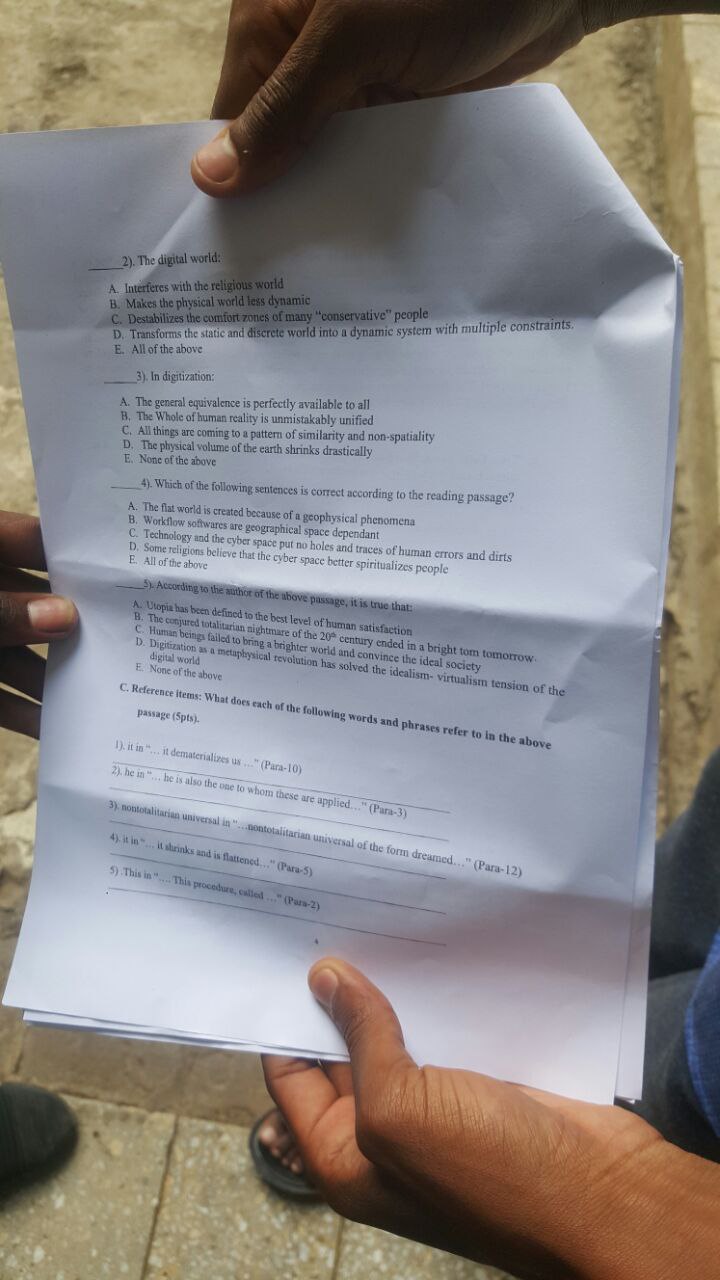 _____2). The digital world:
A. Interferes with the religious world
B. Makes the physical world less dynamic
C. Destabilizes the comfort zones of many “conservative” people
D. Transforms the static and discrete world into a dynamic system with multiple constraints.
E. All of the above
_____3). In digitization:
A. The general equivalence is perfectly available to all
B. The Whole of human reality is unmistakably unified
C. All things are coming to a pattern of similarity and non-spatiality
D. The physical volume of the earth shrinks drastically
E. None of the above
_____4). Which of the following sentences is correct according to the reading passage?
A. The flat world is created because of a geophysical phenomena
B. Workflow softwares are geographical space dependant
C. Technology and the cyber space put no holes and traces of human errors and dirts
D. Some religions believe that the cyber space better spiritualizes people
E. All of the above
_____5). According to the author of the above passage, it is true that:
A. Utopia has been defined to the best level of human satisfaction
B. The conjured totalitarian nightmare of the 20th century ended in a bright tom tomorrow.
C. Human beings failed to bring a brighter world and convince the ideal society
D. Digitization as a metaphysical revolution has solved the idealism- virtualism tension of the
digital world
E. None of the above
C. Reference items: What does each of the following words and phrases refer to in the above
passage (5pts).
1). it in “… it dematerializes us …” (Para-10)
2). he in “… he is also the one to whom these are applied…” (Para-3)
3). nontotalitarian universal in “…nontotalitarian universal of the form dreamed…” (Para-12)
4). it in “… it shrinks and is flattened…” (Para-5)
5) .This in “…. This procedure, called …” (Para-2)
4